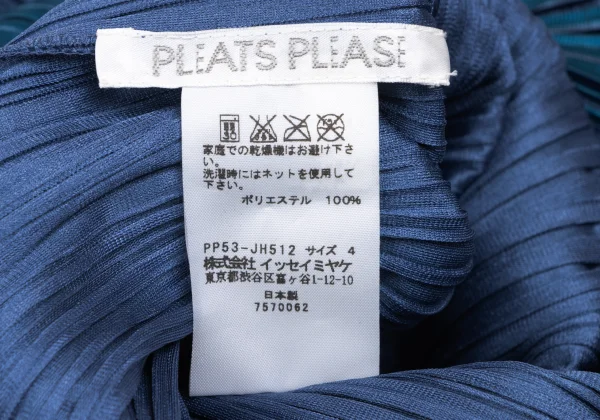 PLEATS PLEASE
家庭での乾燥機はお避け下さ
い。
洗濯時にはネットを使用して
下さい。
ポリエステル 100%
PP53-JH512 サイズ 4
株式会社 イッセイミヤケ
東京都渋谷区富ヶ谷1-12-10
日本製
7570062